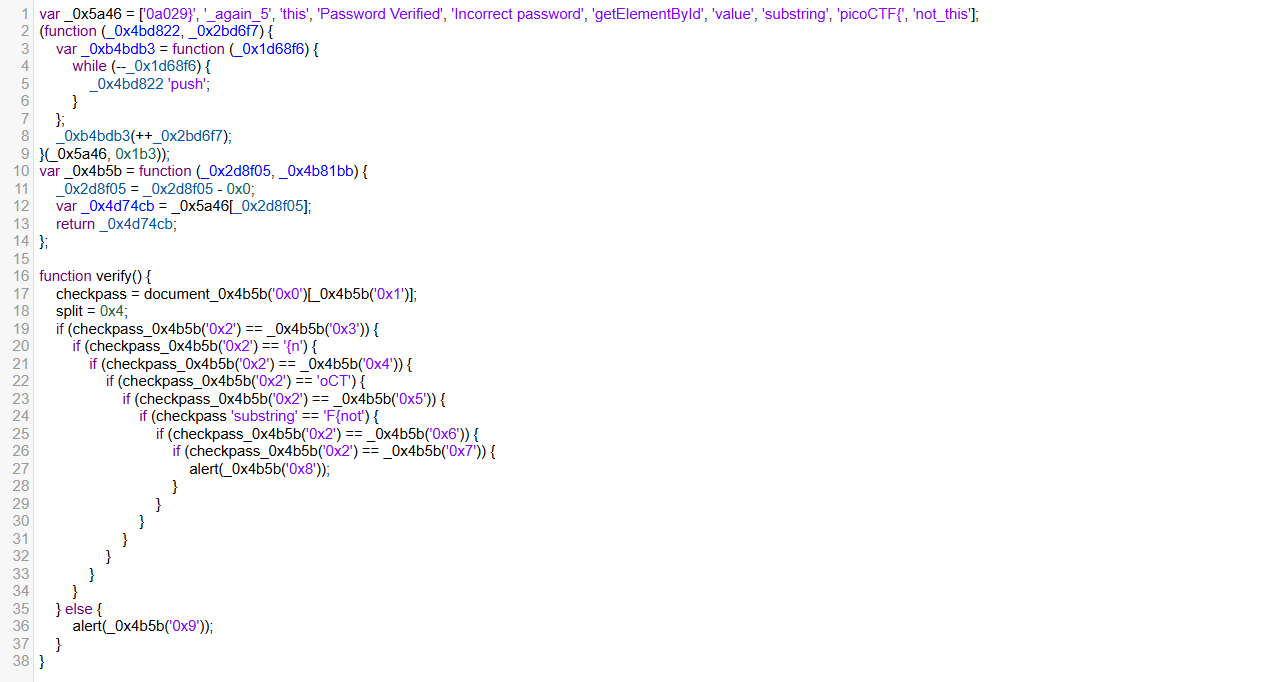 1 var _0x5a46 = ['0a029}', '_again_5', 'this', 'Password Verified', 'Incorrect password', 'getElementById', 'value', 'substring', 'picoCTF{', 'not_this'];
2 (function (_0x4bd822, _0x2bd6f7) {
3     var _0xb4bdb3 = function (_0x1d68f6) {
4         while (--_0x1d68f6) {
5             _0x4bd822 'push';
6         }
7     };
8     _0xb4bdb3(++_0x2bd6f7);
9 }(_0x5a46, 0x1b3));
10 var _0x4b5b = function (_0x2d8f05, _0x4b81bb) {
11     _0x2d8f05 = _0x2d8f05 - 0x0;
12     var _0x4d74cb = _0x5a46[_0x2d8f05];
13     return _0x4d74cb;
14 };
15
16 function verify() {
17     checkpass = document_0x4b5b('0x0')[_0x4b5b('0x1')];
18     split = 0x4;
19     if (checkpass_0x4b5b('0x2') == _0x4b5b('0x3')) {
20         if (checkpass_0x4b5b('0x2') == '{n') {
21             if (checkpass_0x4b5b('0x2') == _0x4b5b('0x4')) {
22                 if (checkpass_0x4b5b('0x2') == 'oCT') {
23                     if (checkpass_0x4b5b('0x2') == _0x4b5b('0x5')) {
24                         if (checkpass 'substring' == 'F{not') {
25                             if (checkpass_0x4b5b('0x2') == _0x4b5b('0x6')) {
26                                 if (checkpass_0x4b5b('0x2') == _0x4b5b('0x7')) {
27                                     alert(_0x4b5b('0x8'));
28                                 }
29                             }
30                         }
31                     }
32                 }
33             }
34         }
35     } else {
36         alert(_0x4b5b('0x9'));
37     }
38 }